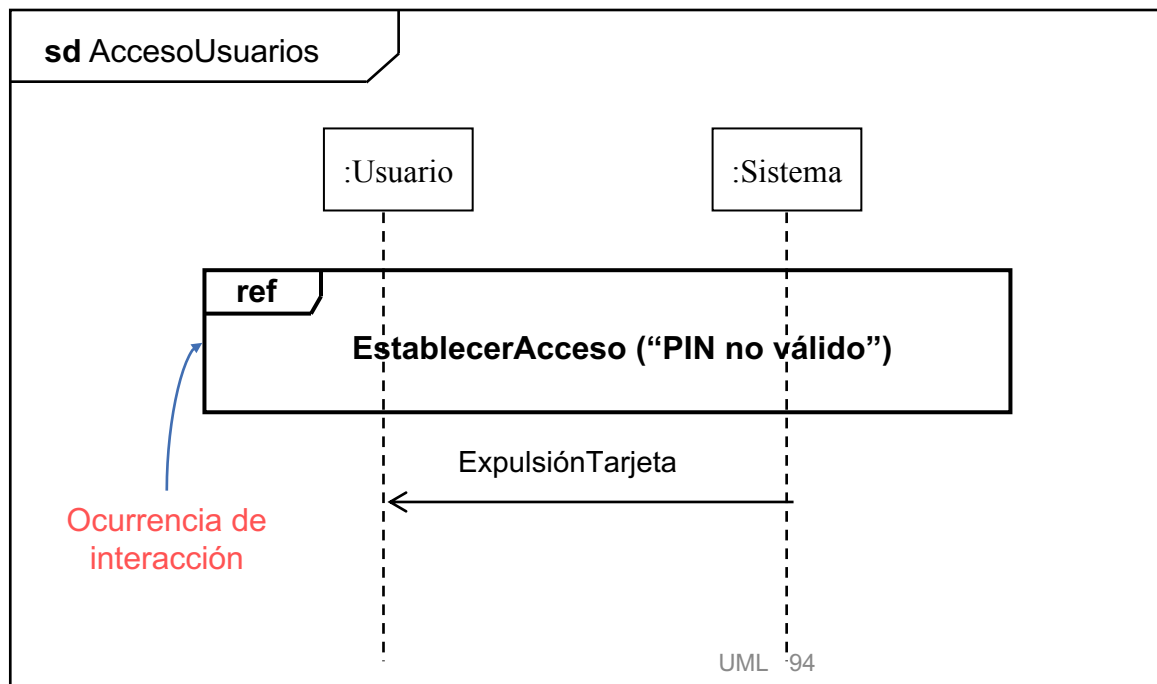 sd AccesoUsuarios
:Usuario
:Sistema
ref
EstablecerAcceso (“PIN no válido”)
ExpulsiónTarjeta
Ocurrencia de
interacción
UML 94